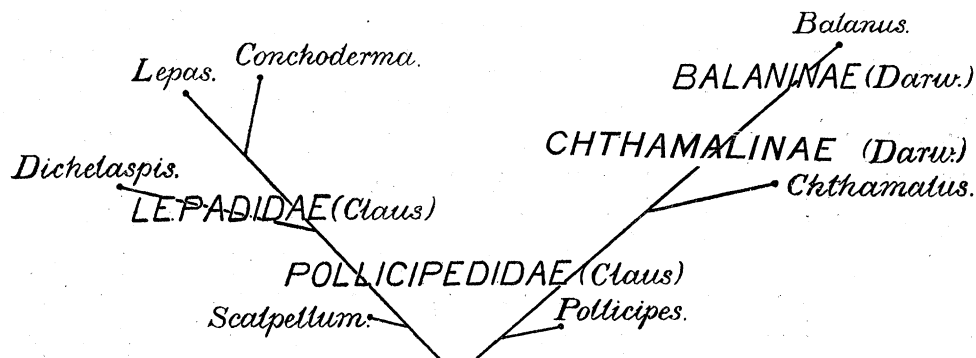 Balanus.
Conchoderma.
Lepas.
BALANINAE (Darw.)
CHTHAMALINAE (Darw.)
Dichelaspis.
Chthamalus.
LEPADIDAE (Claus)
POLLICIPEDIDAE (Claus)
Scalpellum.
Pollicipes.